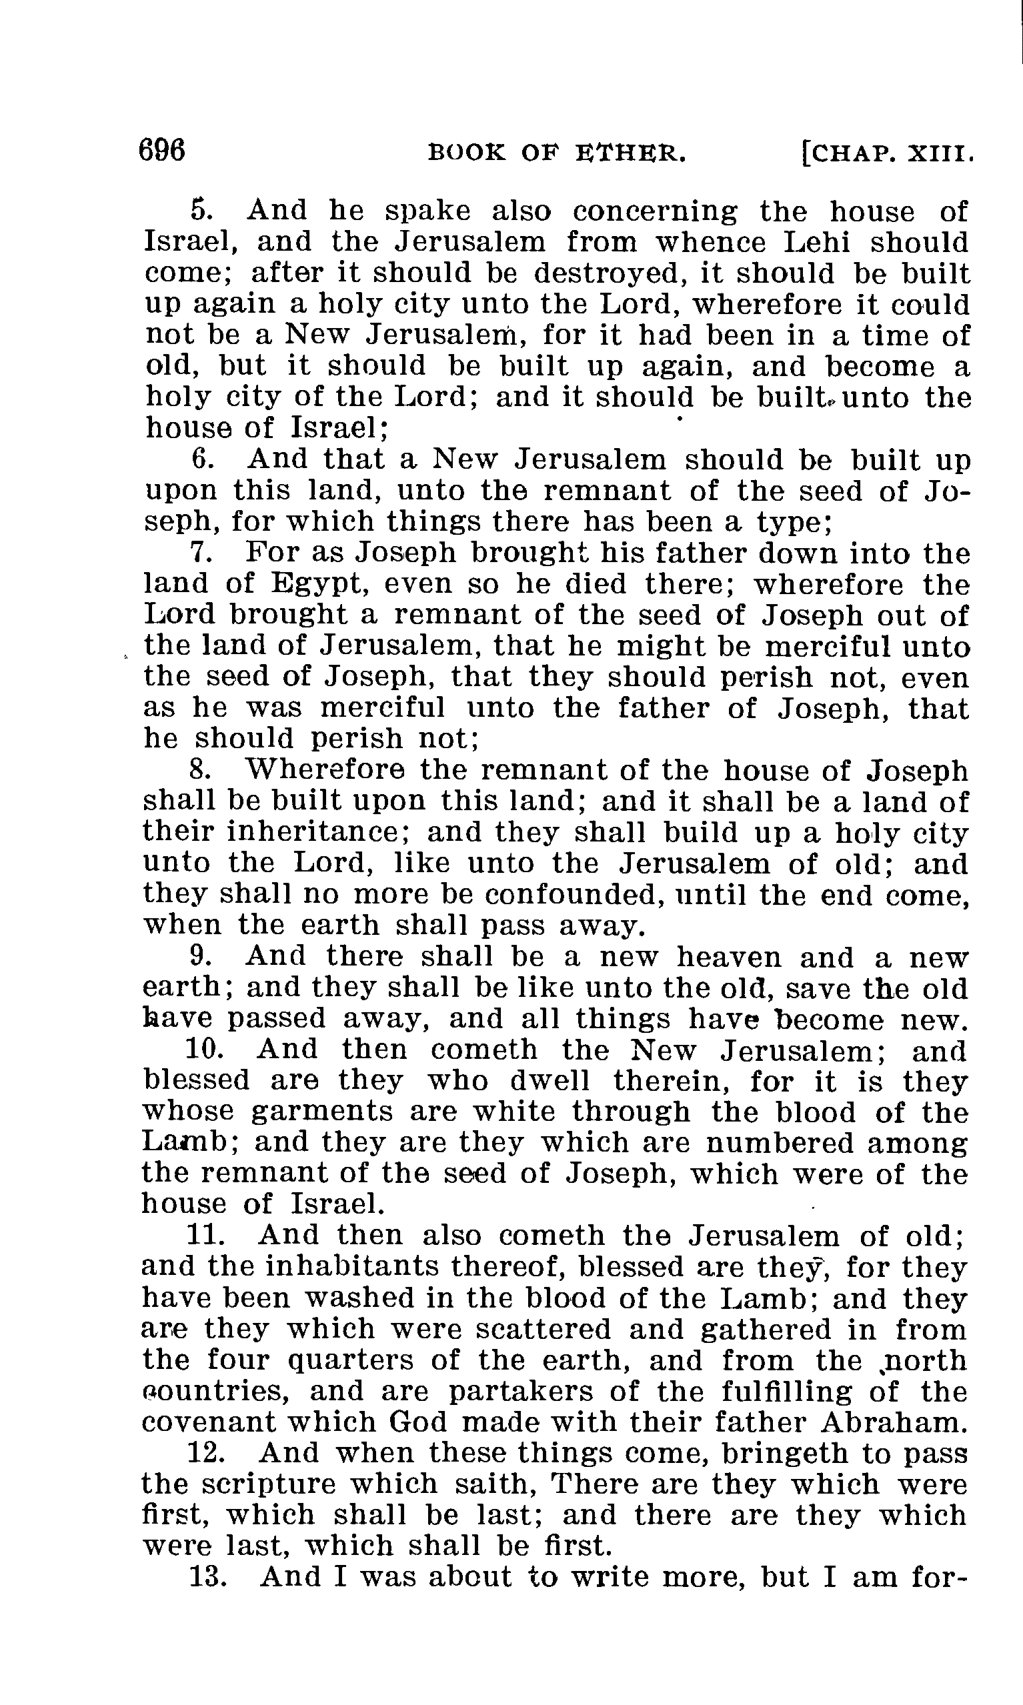 696 BOOK OF ETHER. [CHAP. XIII.
5. And he spake also concerning the house of
Israel, and the Jerusalem from whence Lehi should
come; after it should be destroyed, it should be built
up again a holy city unto the Lord, wherefore it could
not be a New Jerusalem, for it had been in a time of
old, but it should be built up again, and become a
holy city of the Lord; and it should be built unto the
house of Israel;
6. And that a New Jerusalem should be built up
upon this land, unto the remnant of the seed of Jo-
seph, for which things there has been a type;
7. For as Joseph brought his father down into the
land of Egypt, even so he died there; wherefore the
Lord brought a remnant of the seed of Joseph out of
the land of Jerusalem, that he might be merciful unto
the seed of Joseph, that they should perish not, even
as he was merciful unto the father of Joseph, that
he should perish not;
8. Wherefore the remnant of the house of Joseph
shall be built upon this land; and it shall be a land of
their inheritance; and they shall build up a holy city
unto the Lord, like unto the Jerusalem of old; and
they shall no more be confounded, until the end come,
when the earth shall pass away.
9. And there shall be a new heaven and a new
earth; and they shall be like unto the old, save the old
have passed away, and all things have become new.
10. And then cometh the New Jerusalem; and
blessed are they who dwell therein, for it is they
whose garments are white through the blood of the
Lamb; and they are they which are numbered among
the remnant of the seed of Joseph, which were of the
house of Israel.
11. And then also cometh the Jerusalem of old;
and the inhabitants thereof, blessed are they, for they
have been washed in the blood of the Lamb; and they
are they which were scattered and gathered in from
the four quarters of the earth, and from the north
countries, and are partakers of the fulfilling of the
covenant which God made with their father Abraham.
12. And when these things come, bringeth to pass
the scripture which saith, There are they which were
first, which shall be last; and there are they which
were last, which shall be first.
13. And I was about to write more, but I am for-